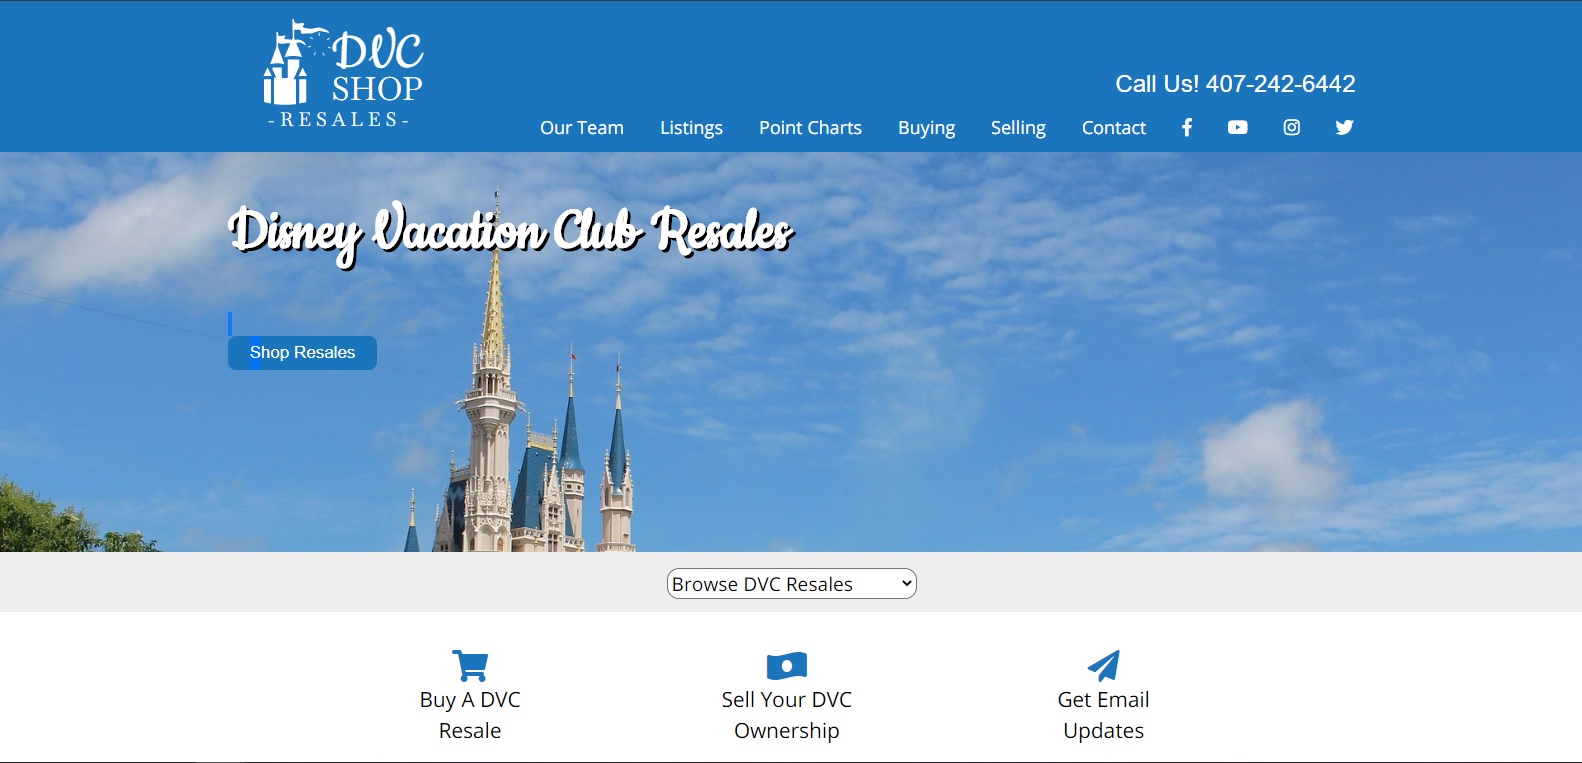 DVC
SHOP
-RESALES-
Call Us! 407-242-6442
Our Team Listings Point Charts Buying Selling Contact
Disney Vacation Club Resales
Shop Resales
Browse DVC Resales
Buy A DVC
Resale
Sell Your DVC
Ownership
Get Email
Updates